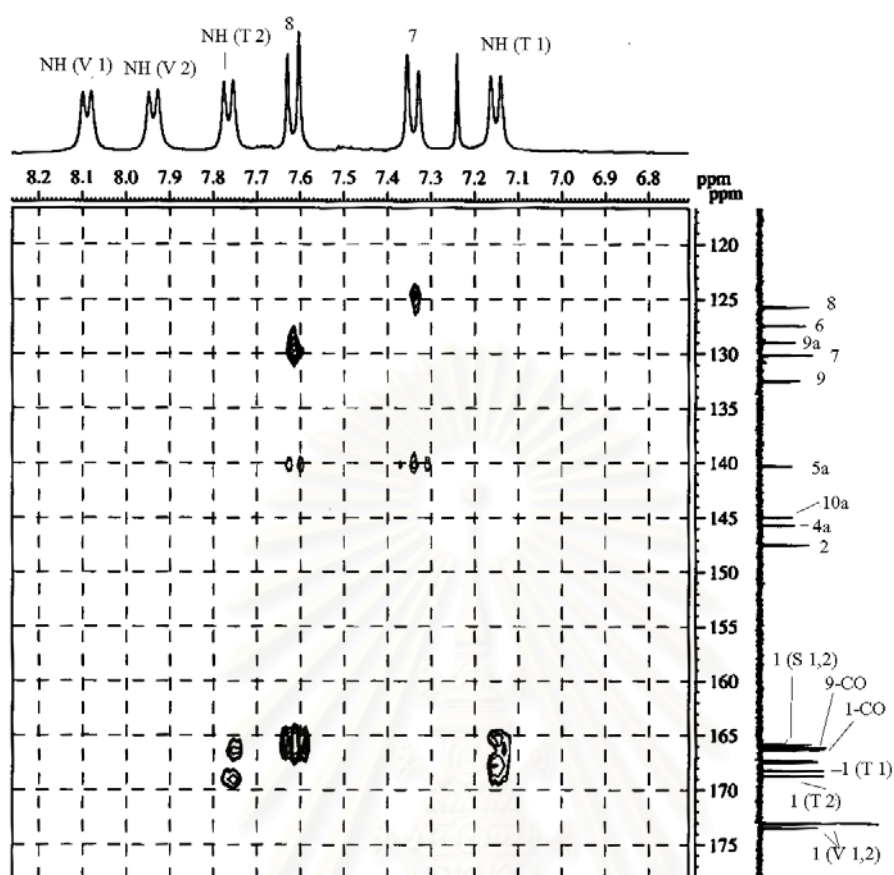 NH (V 1)
NH (V 2)
NH (T 2)
8
7
NH (T 1)
8.2 8.1 8.0 7.9 7.8 7.7 7.6 7.5 7.4 7.3 7.2 7.1 7.0 6.9 6.8 ppm
ppm
120
125
130
135
140
145
150
155
160
165
170
175
8
6
9a
7
9
5a
10a
4a
2
1 (S 1,2)
9-CO
1-CO
1 (T 1)
1 (T 2)
1 (V 1,2)